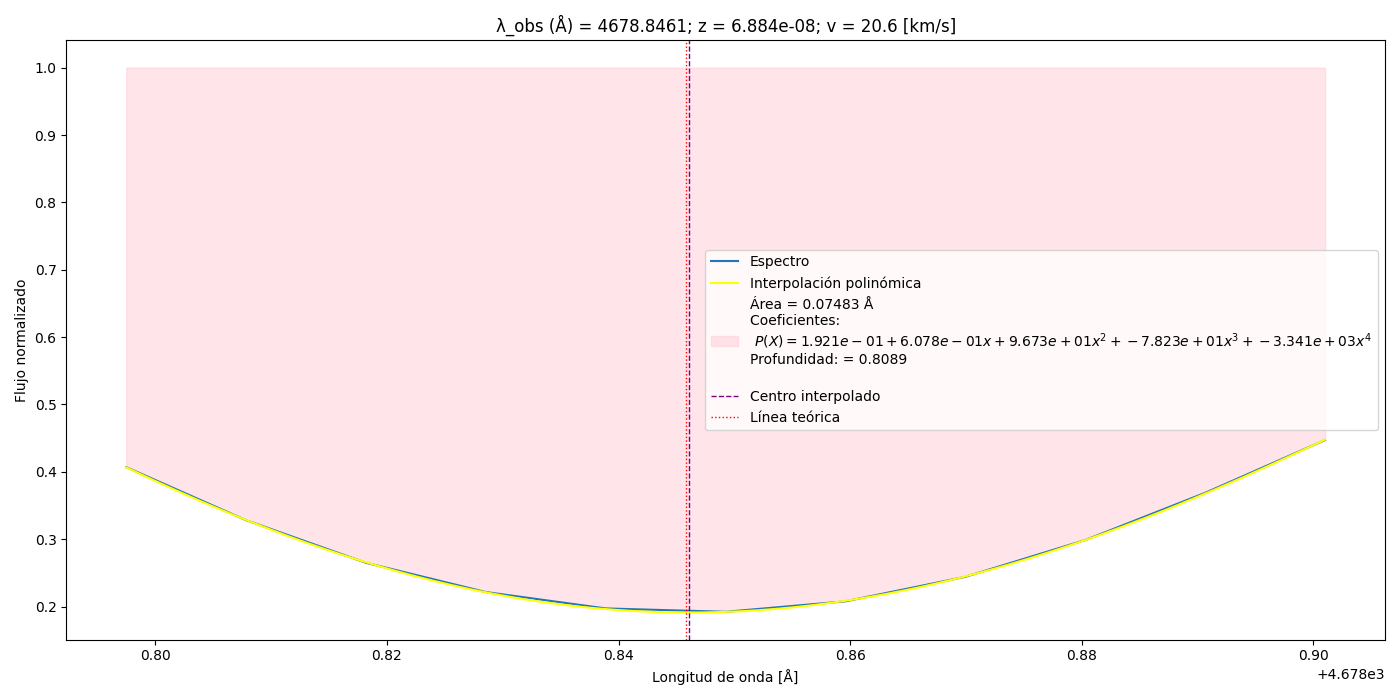 λ_obs (Å) = 4678.8461; z = 6.884e-08; v = 20.6 [km/s]
1.0
0.9
0.8
0.7
0.6
0.5
0.4
0.3
0.2
Flujo normalizado
Espectro
Interpolación polinómica
Área = 0.07483 Å
Coeficientes:
P(X) = 1.921e − 01 + 6.078e − 01x + 9.673e + 01x² + −7.823e + 01x³ + −3.341e + 03x⁴
Profundidad: = 0.8089
Centro interpolado
Línea teórica
0.80 0.82 0.84 0.86 0.88 0.90
+4.678e3
Longitud de onda [Å]